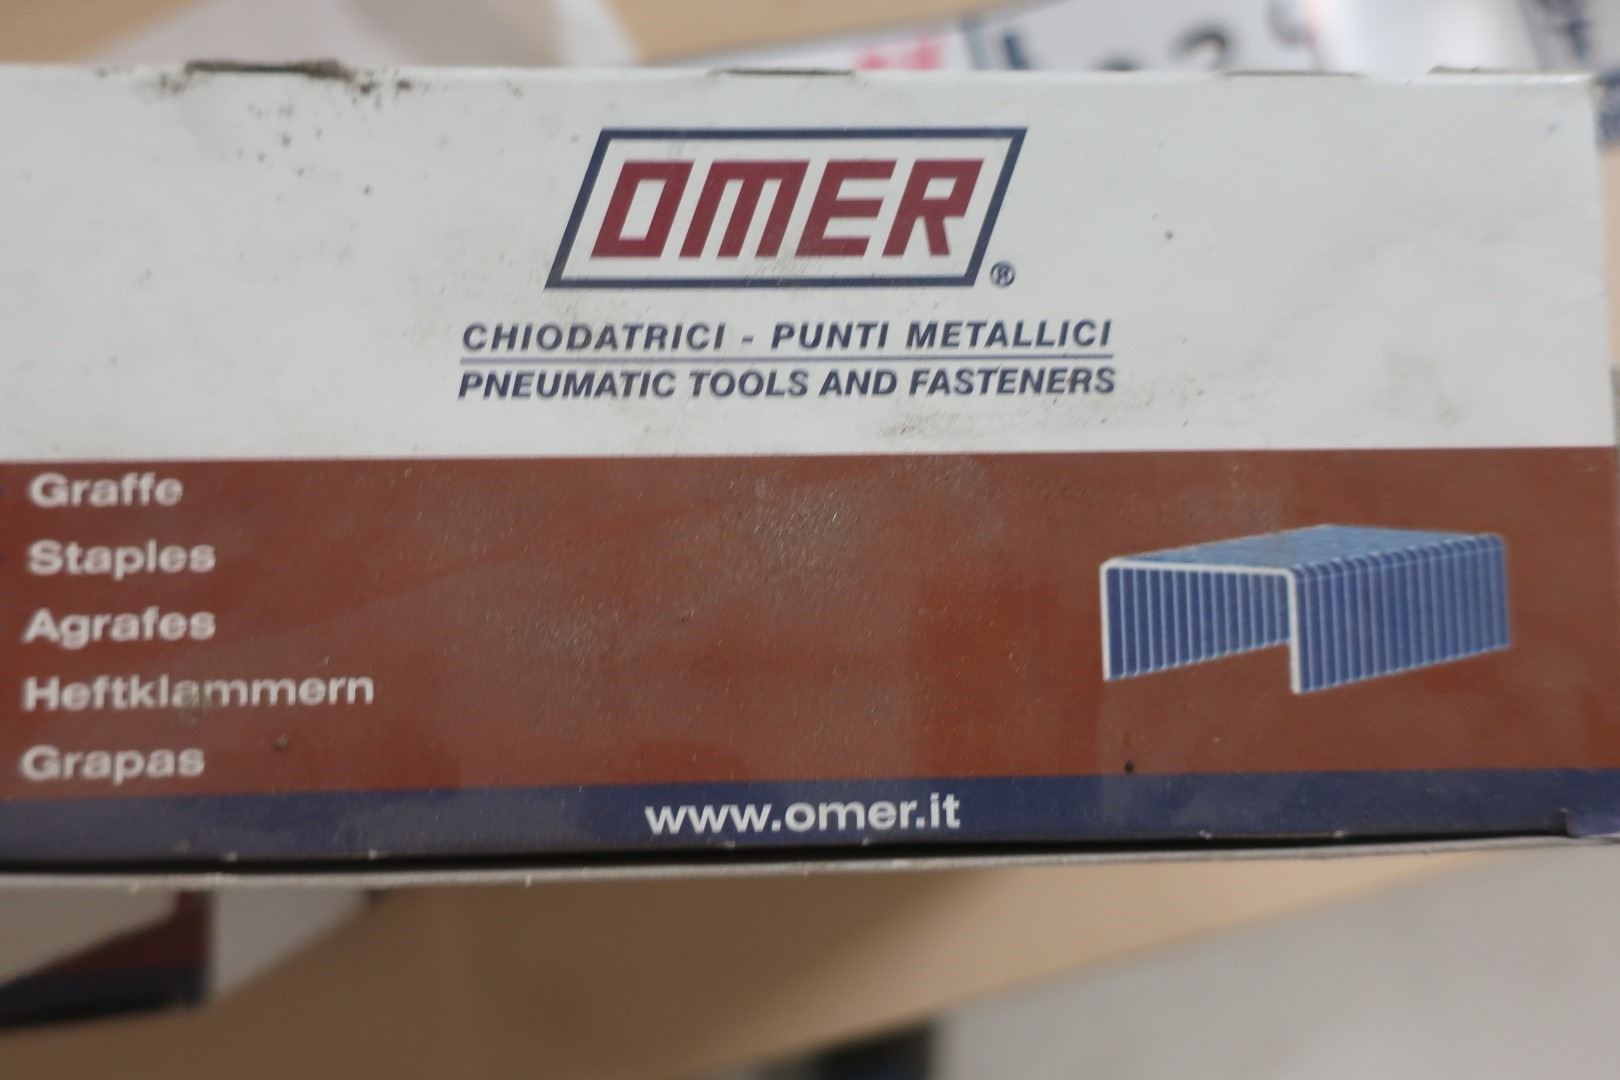 OMER®
CHIODATRICI - PUNTI METALLICI
PNEUMATIC TOOLS AND FASTENERS
Graffe
Staples
Agrafes
Heftklammern
Grapas
www.omer.it